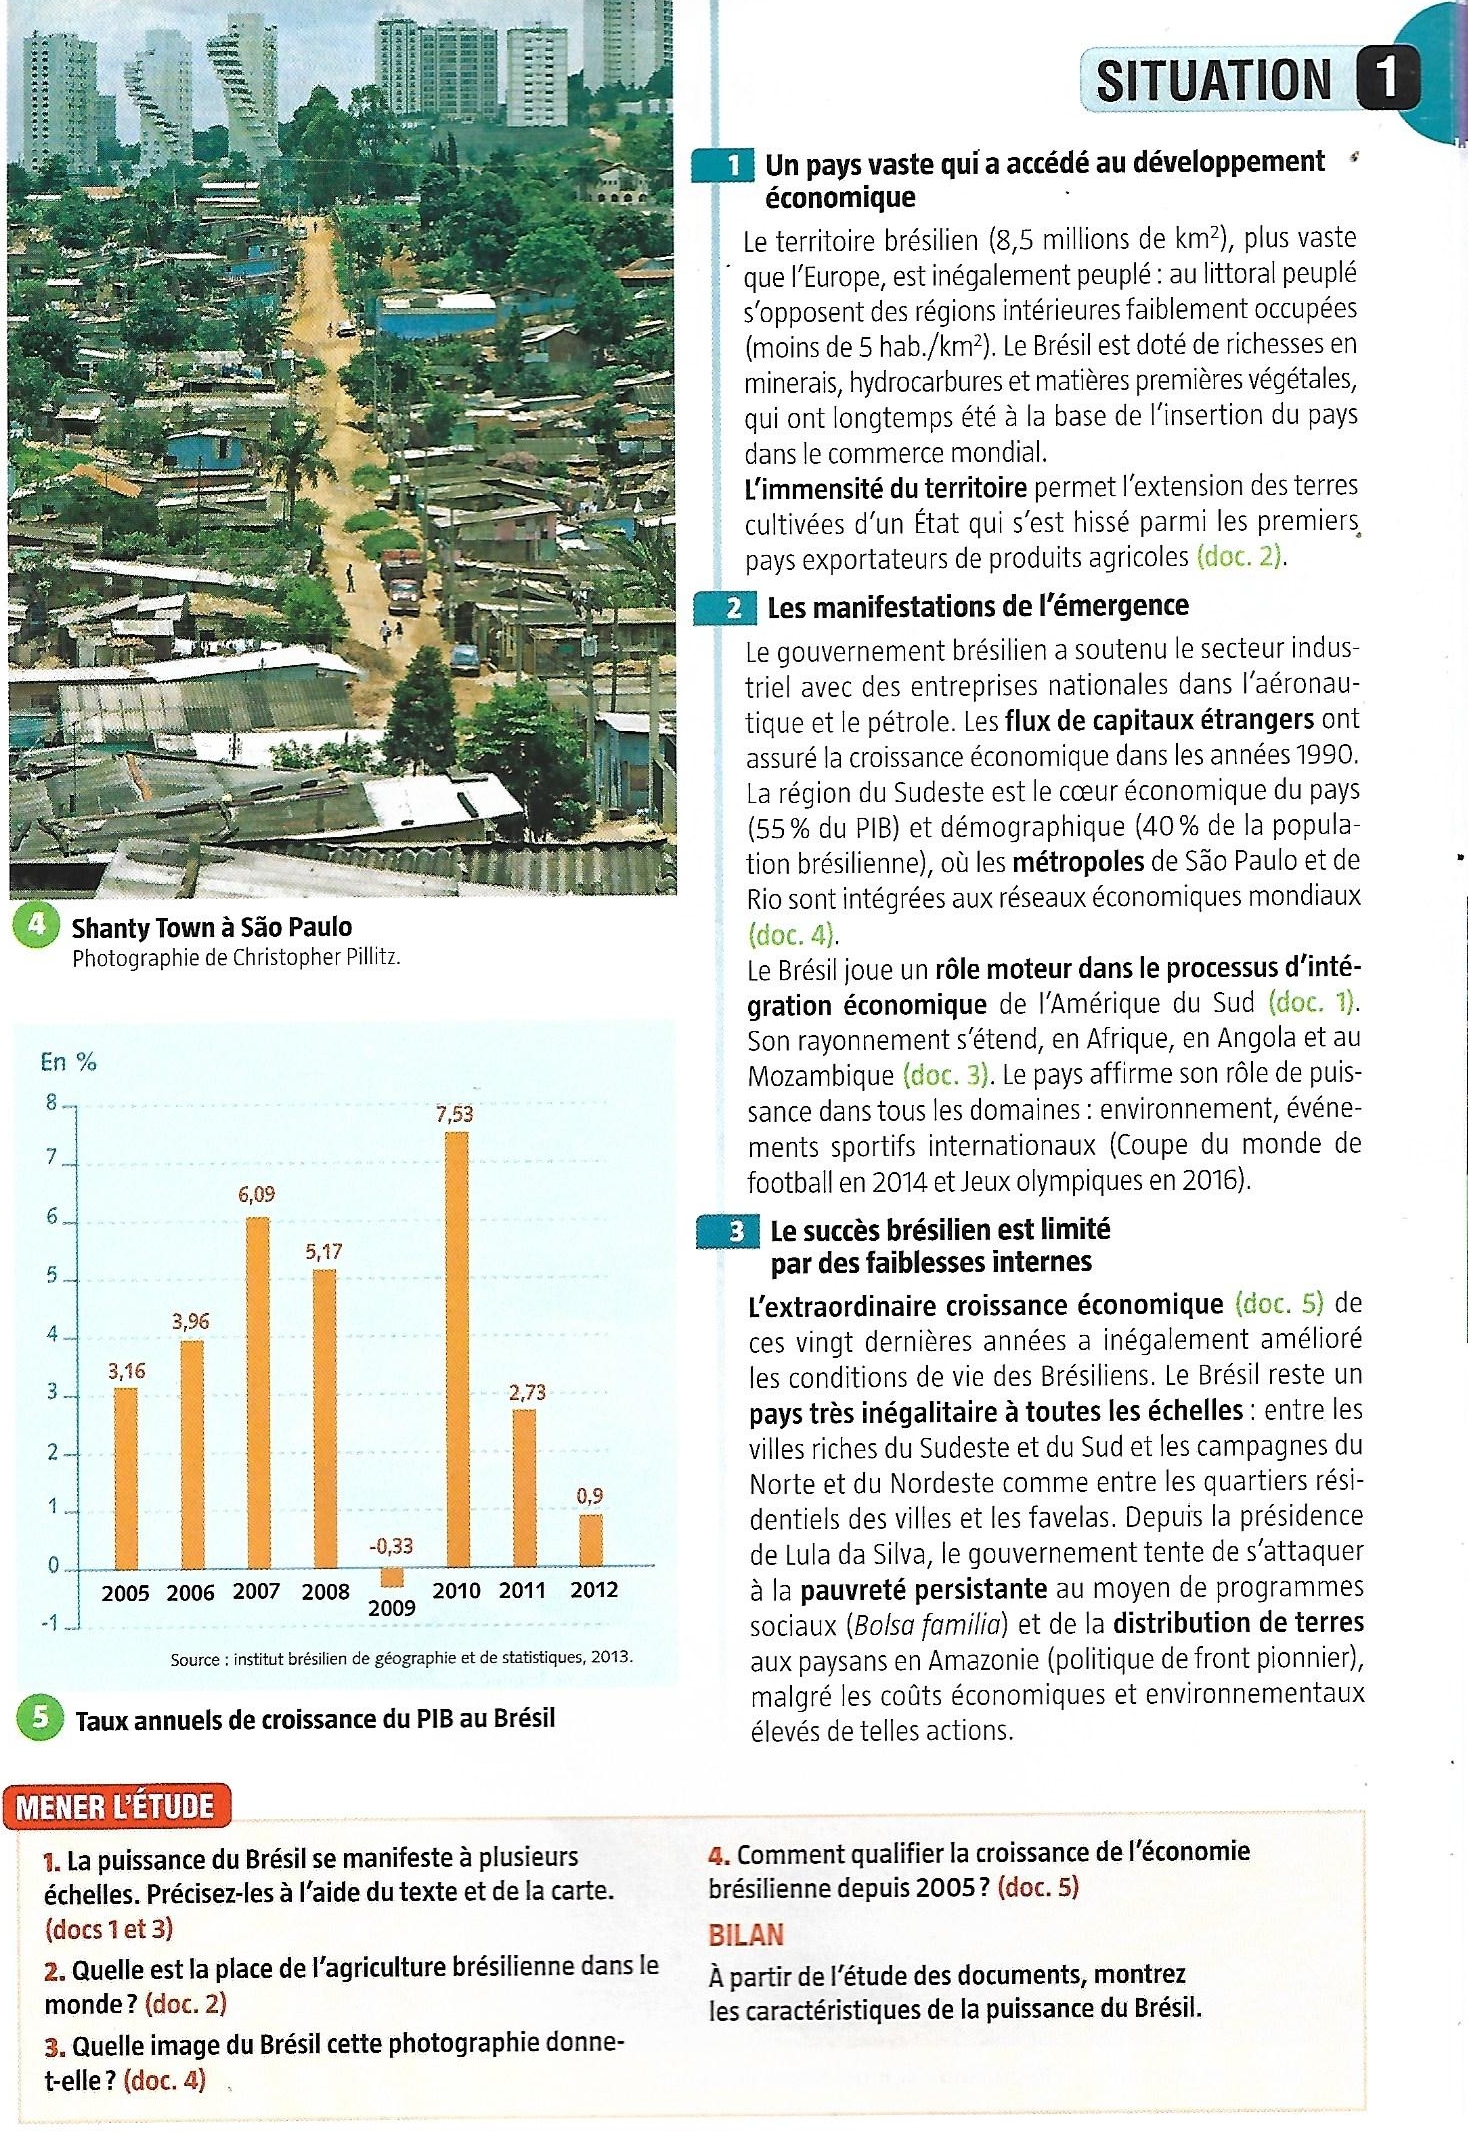 SITUATION 1
1 Un pays vaste qui a accédé au développement
économique
Le territoire brésilien (8,5 millions de km²), plus vaste
que l'Europe, est inégalement peuplé : au littoral peuplé
s'opposent des régions intérieures faiblement occupées
(moins de 5 hab./km²). Le Brésil est doté de richesses en
minerais, hydrocarbures et matières premières végétales,
qui ont longtemps été à la base de l'insertion du pays
dans le commerce mondial.
L'immensité du territoire permet l'extension des terres
cultivées d'un État qui s'est hissé parmi les premiers
pays exportateurs de produits agricoles (doc. 2).
2 Les manifestations de l'émergence
Le gouvernement brésilien a soutenu le secteur indus-
triel avec des entreprises nationales dans l'aéronau-
tique et le pétrole. Les flux de capitaux étrangers ont
assuré la croissance économique dans les années 1990.
La région du Sudeste est le cœur économique du pays
(55 % du PIB) et démographique (40 % de la popula-
tion brésilienne), où les métropoles de São Paulo et de
Rio sont intégrées aux réseaux économiques mondiaux
(doc. 4).
Le Brésil joue un rôle moteur dans le processus d'inté-
gration économique de l'Amérique du Sud (doc. 1).
Son rayonnement s'étend, en Afrique, en Angola et au
Mozambique (doc. 3). Le pays affirme son rôle de puis-
sance dans tous les domaines : environnement, événe-
ments sportifs internationaux (Coupe du monde de
football en 2014 et Jeux olympiques en 2016).
3 Le succès brésilien est limité
par des faiblesses internes
L'extraordinaire croissance économique (doc. 5) de
ces vingt dernières années a inégalement amélioré
les conditions de vie des Brésiliens. Le Brésil reste un
pays très inégalitaire à toutes les échelles : entre les
villes riches du Sudeste et du Sud et les campagnes du
Norte et du Nordeste comme entre les quartiers rési-
dentiels des villes et les favelas. Depuis la présidence
de Lula da Silva, le gouvernement tente de s'attaquer
à la pauvreté persistante au moyen de programmes
sociaux (Bolsa familia) et de la distribution de terres
aux paysans en Amazonie (politique de front pionnier),
malgré les coûts économiques et environnementaux
élevés de telles actions.
4 Shanty Town à São Paulo
Photographie de Christopher Pillitz.
En %
8
7
6
5
4
3
2
1
0
-1
3,16
3,96
6,09
5,17
-0,33
7,53
2,73
0,9
2005 2006 2007 2008 2009 2010 2011 2012
Source : institut brésilien de géographie et de statistiques, 2013.
5 Taux annuels de croissance du PIB au Brésil
MENER L'ÉTUDE
1. La puissance du Brésil se manifeste à plusieurs
échelles. Précisez-les à l'aide du texte et de la carte.
(docs 1 et 3)
2. Quelle est la place de l'agriculture brésilienne dans le
monde ? (doc. 2)
3. Quelle image du Brésil cette photographie donne-
t-elle ? (doc. 4)
4. Comment qualifier la croissance de l'économie
brésilienne depuis 2005 ? (doc. 5)
BILAN
À partir de l'étude des documents, montrez
les caractéristiques de la puissance du Brésil.